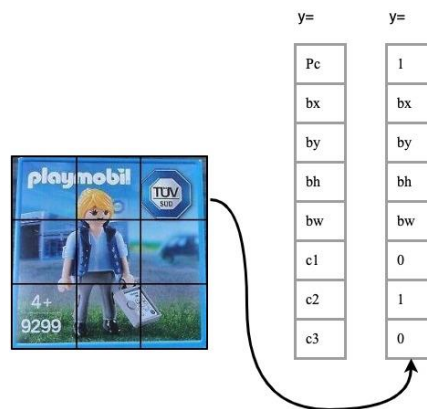 y=
y=
Pc
1
bx
bx
by
by
bh
bh
bw
bw
c1
0
c2
1
c3
0
playmobil
TÜV
SÜD
4+
9299